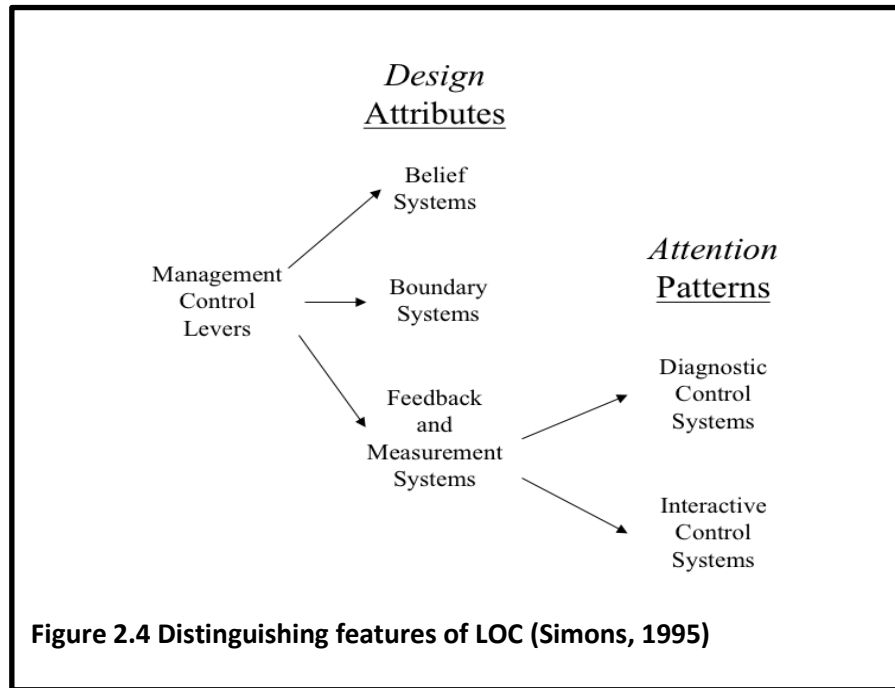 Design
Attributes
Belief
Systems
Attention
Patterns
Management
Control
Levers
Boundary
Systems
Feedback
and
Measurement
Systems
Diagnostic
Control
Systems
Interactive
Control
Systems
Figure 2.4 Distinguishing features of LOC (Simons, 1995)